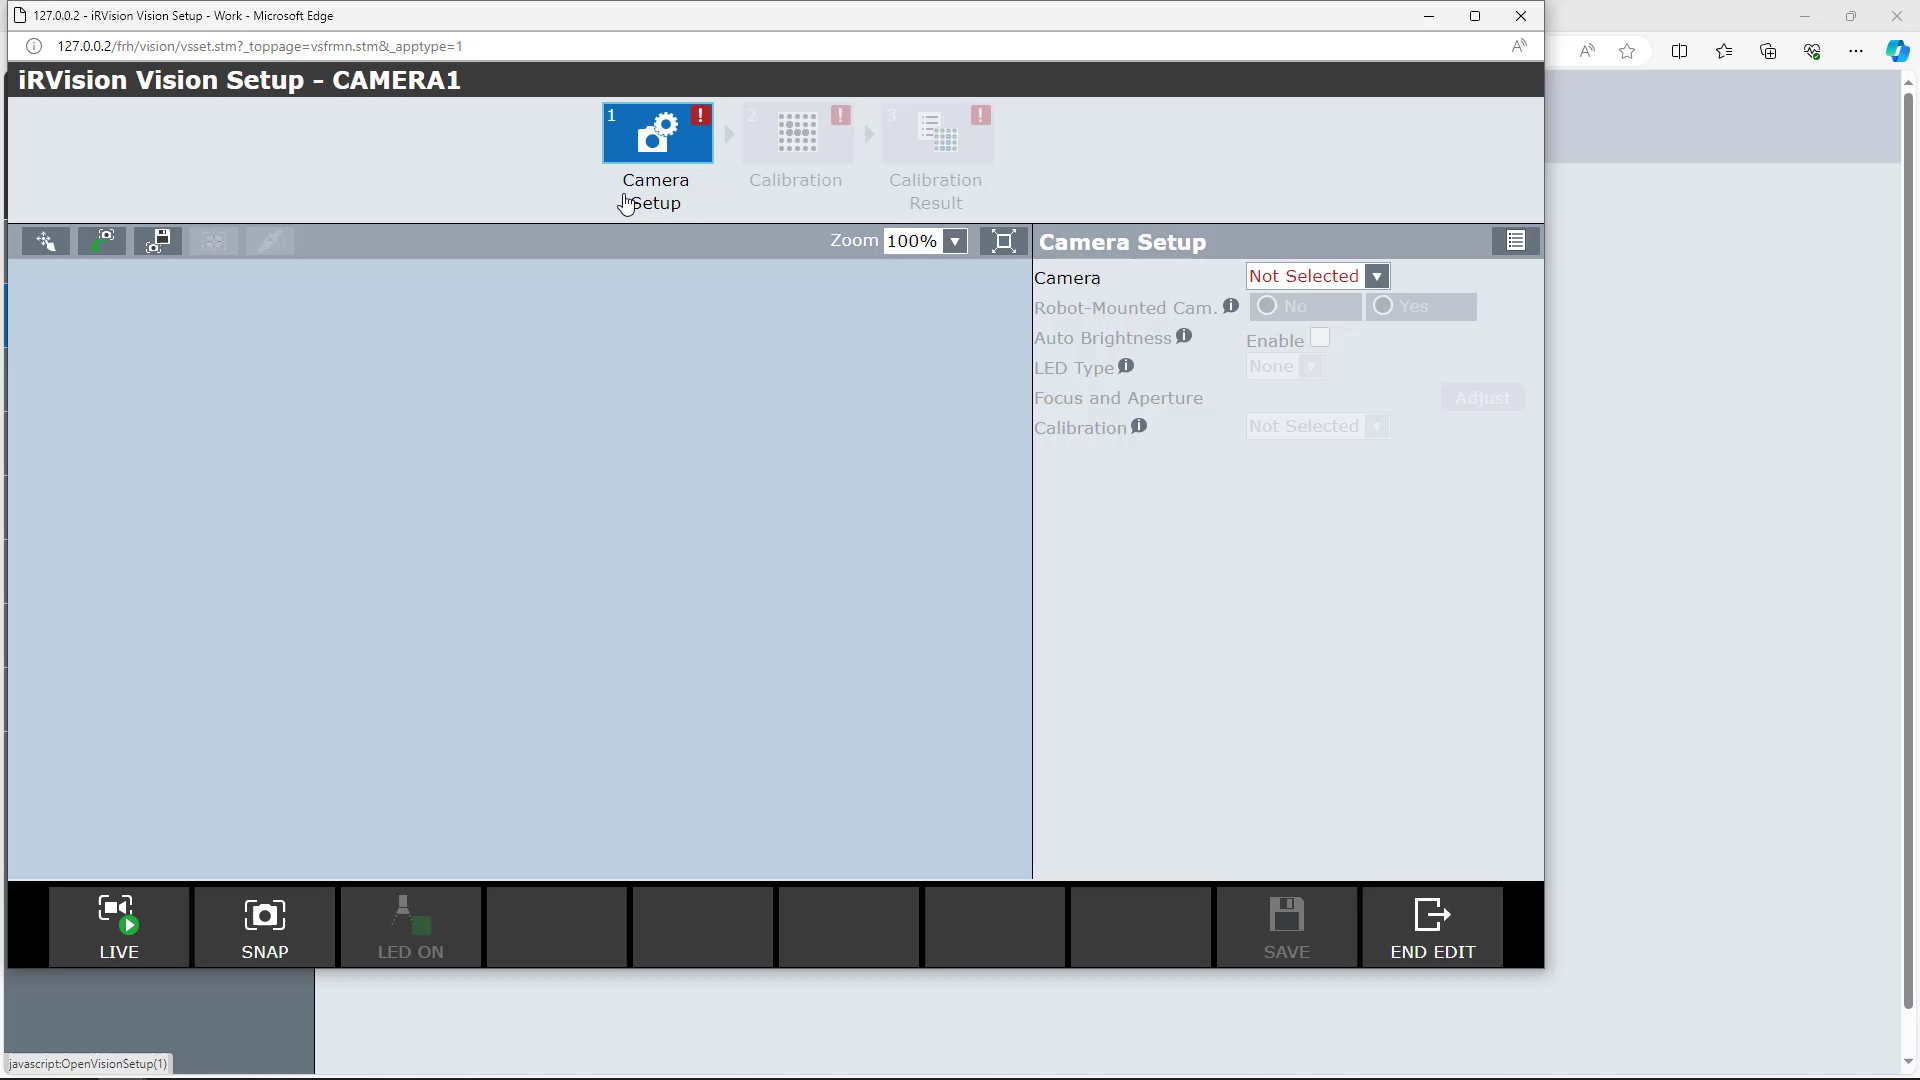 127.0.0.2 - iRVision Vision Setup - Work - Microsoft Edge
127.0.0.2/frh/vision/vsset.stm?_toppage=vsfrmn.stm&_apptype=1
iRVision Vision Setup - CAMERA1
1 ! 2 ! 3 !
Camera Setup
Calibration
Calibration Result
Zoom 100%
Camera Setup
Camera Not Selected
Robot-Mounted Cam. No Yes
Auto Brightness Enable
LED Type None
Focus and Aperture Adjust
Calibration Not Selected
LIVE SNAP LED ON SAVE END EDIT
javascript:OpenVisionSetup(1)